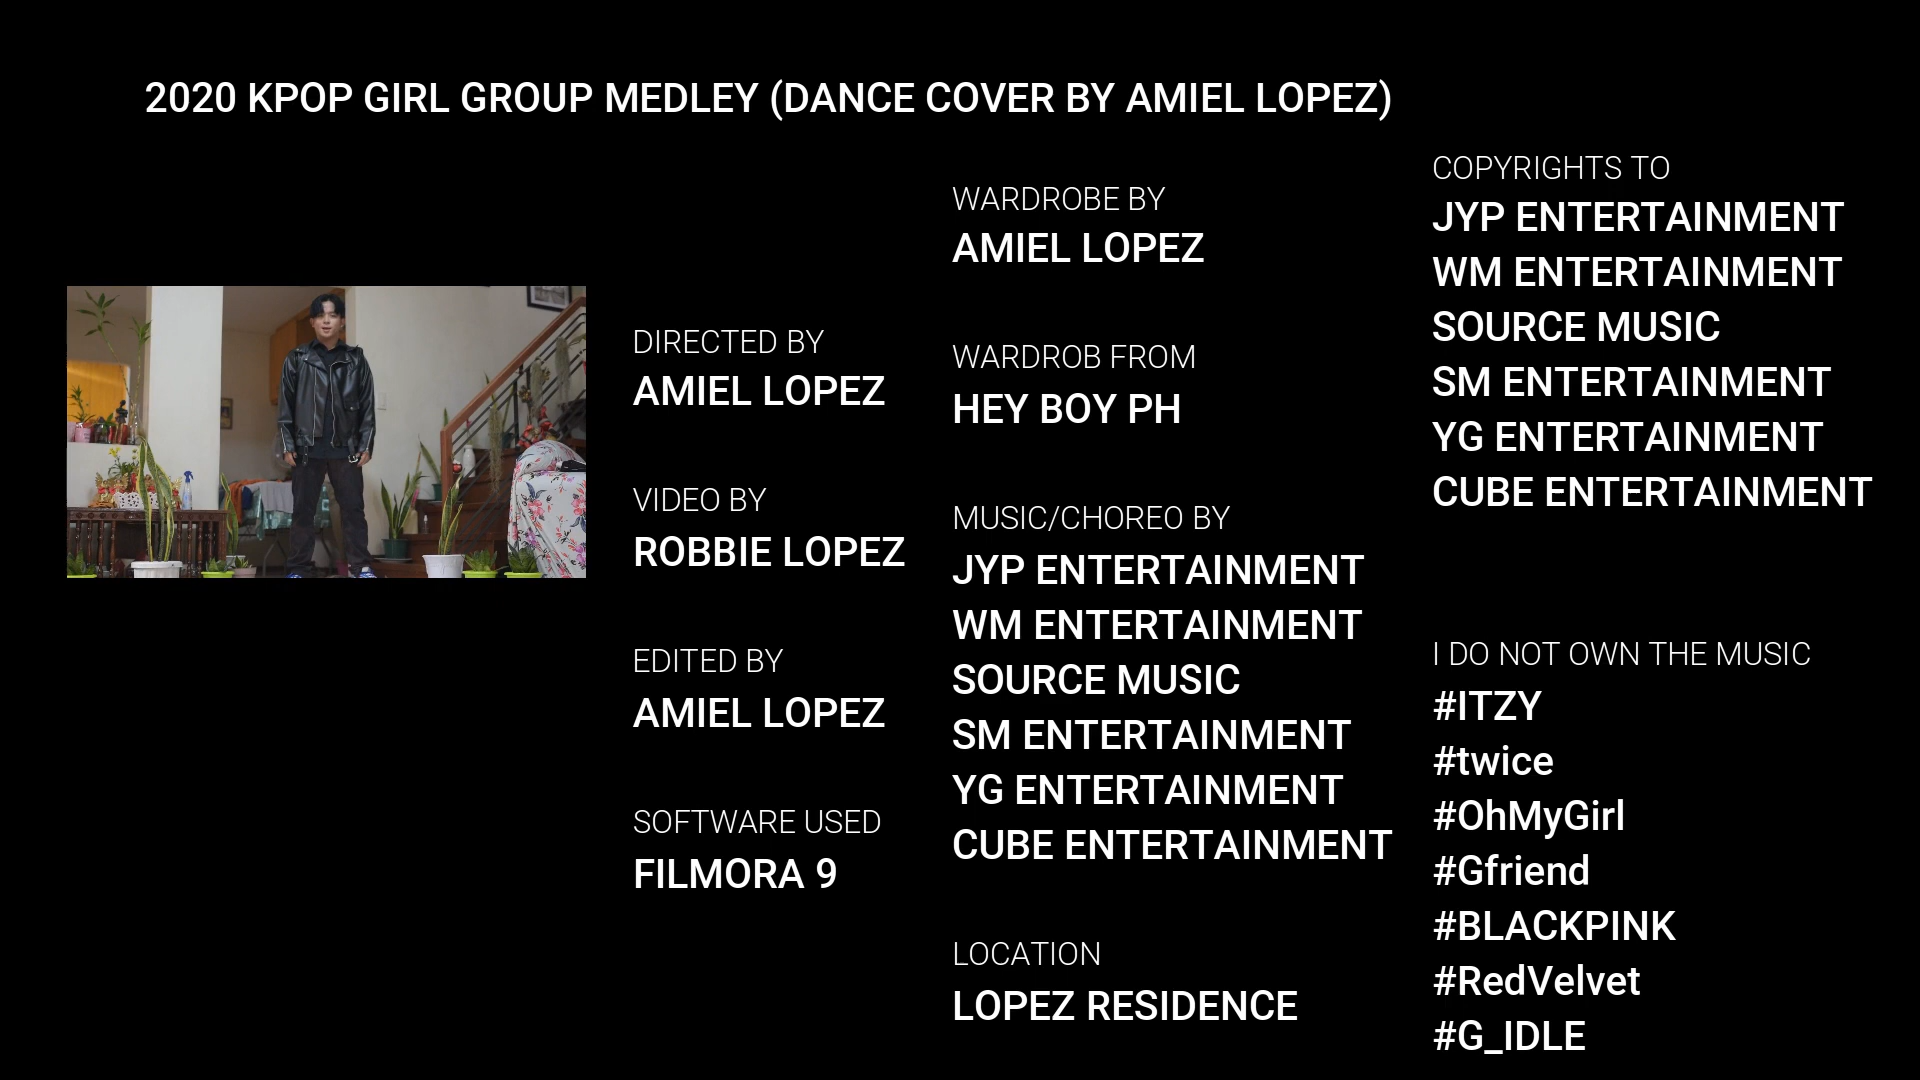 2020 KPOP GIRL GROUP MEDLEY (DANCE COVER BY AMIEL LOPEZ)
DIRECTED BY
AMIEL LOPEZ
VIDEO BY
ROBBIE LOPEZ
EDITED BY
AMIEL LOPEZ
SOFTWARE USED
FILMORA 9
WARDROBE BY
AMIEL LOPEZ
WARDROB FROM
HEY BOY PH
MUSIC/CHOREO BY
JYP ENTERTAINMENT
WM ENTERTAINMENT
SOURCE MUSIC
SM ENTERTAINMENT
YG ENTERTAINMENT
CUBE ENTERTAINMENT
LOCATION
LOPEZ RESIDENCE
COPYRIGHTS TO
JYP ENTERTAINMENT
WM ENTERTAINMENT
SOURCE MUSIC
SM ENTERTAINMENT
YG ENTERTAINMENT
CUBE ENTERTAINMENT
I DO NOT OWN THE MUSIC
#ITZY
#twice
#OhMyGirl
#Gfriend
#BLACKPINK
#RedVelvet
#G_IDLE